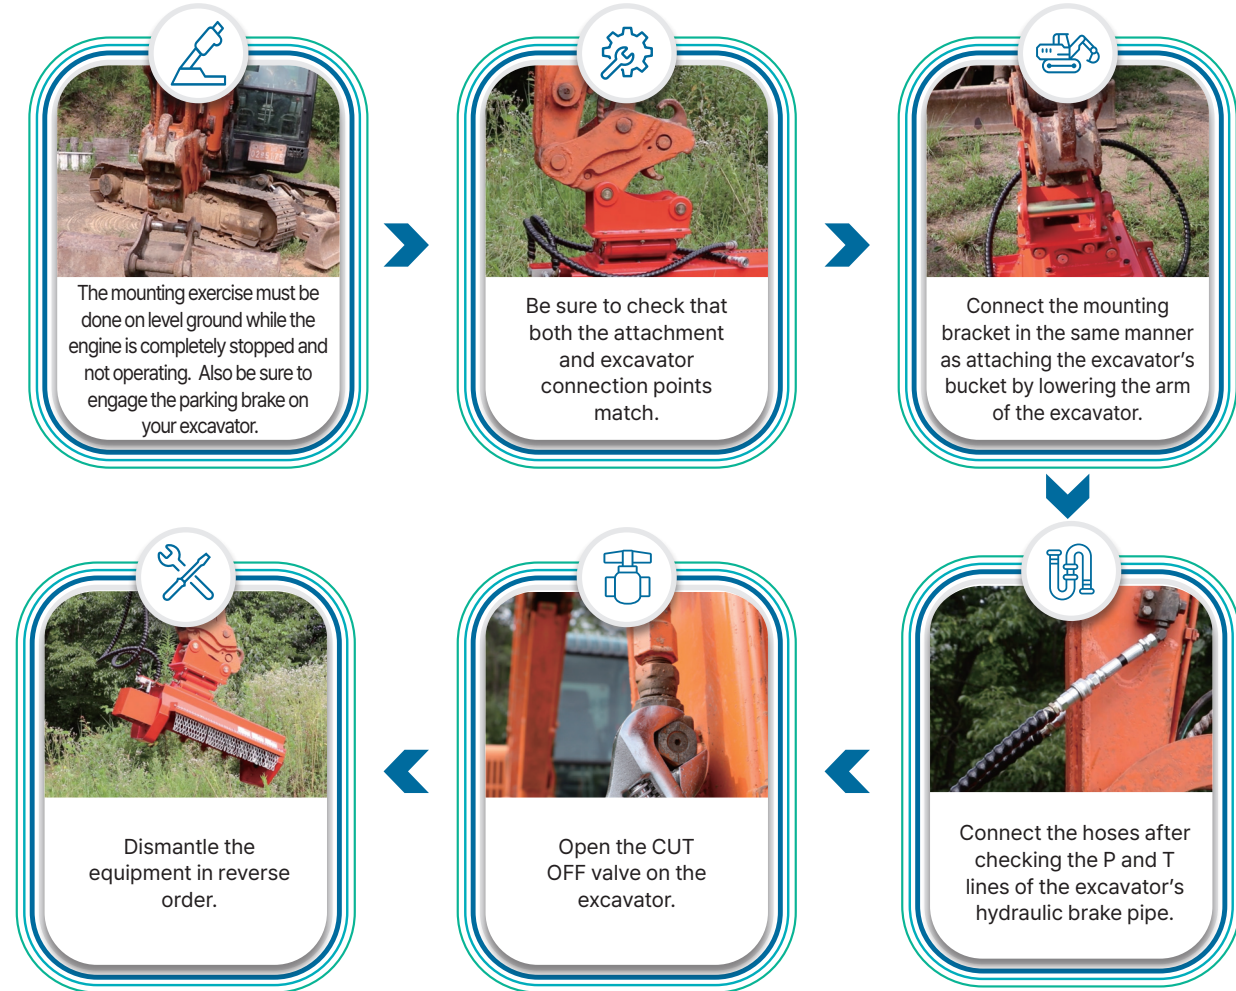 The mounting exercise must be
done on level ground while the
engine is completely stopped and
not operating.  Also be sure to
engage the parking brake on
your excavator.
Be sure to check that
both the attachment
and excavator
connection points
match.
Connect the mounting
bracket in the same manner
as attaching the excavator's
bucket by lowering the arm
of the excavator.
Connect the hoses after
checking the P and T
lines of the excavator's
hydraulic brake pipe.
Open the CUT
OFF valve on the
excavator.
Dismantle the
equipment in reverse
order.